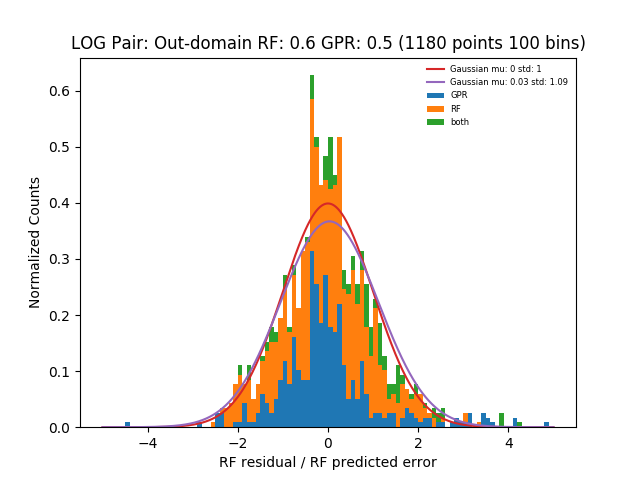 LOG Pair: Out-domain RF: 0.6 GPR: 0.5 (1180 points 100 bins)
Gaussian mu: 0 std: 1
Gaussian mu: 0.03 std: 1.09
GPR
RF
both
Normalized Counts
0.6
0.5
0.4
0.3
0.2
0.1
0.0
−4
−2
0
2
4
RF residual / RF predicted error